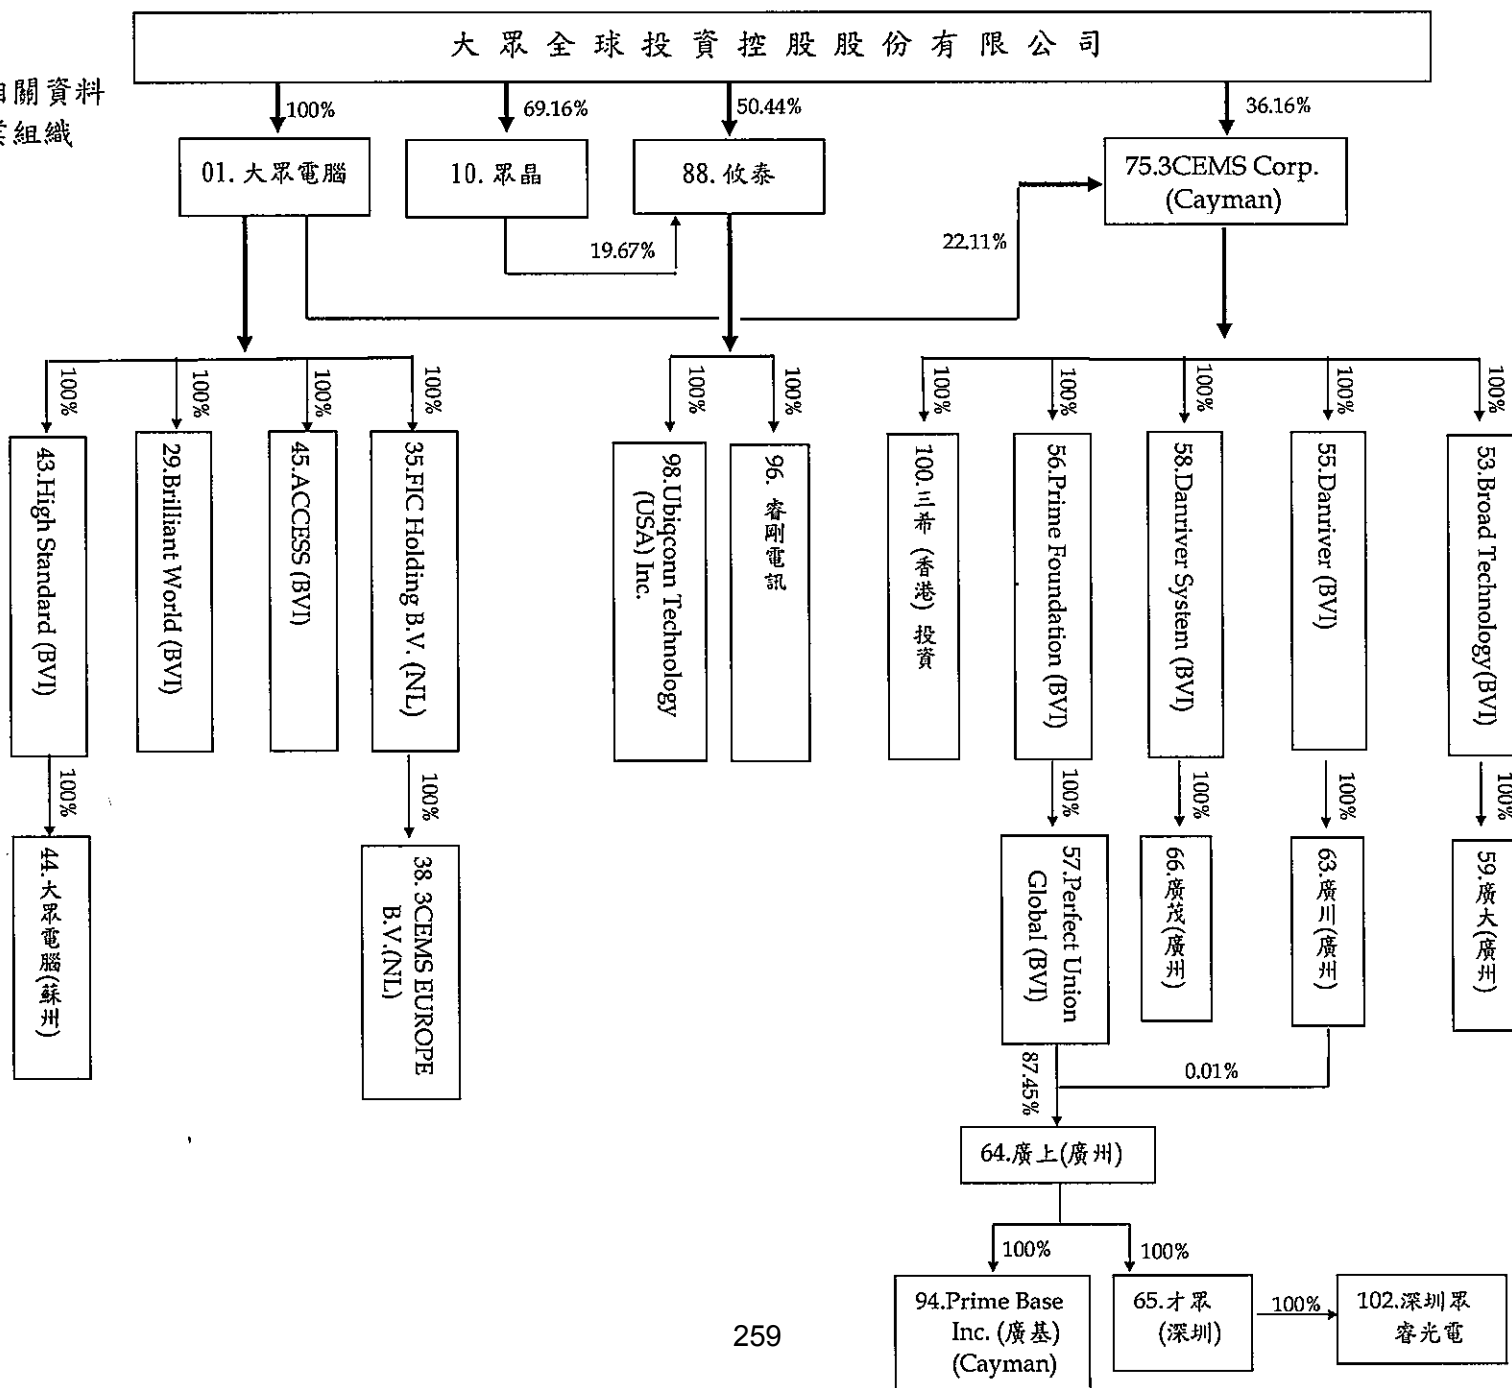 大眾全球投資控股股份有限公司
相關資料
業組織
100%
69.16%
50.44%
36.16%
01. 大眾電腦
10. 眾晶
88. 攸泰
75.3CEMS Corp.
(Cayman)
19.67%
22.11%
100%
100%
100%
100%
100%
100%
100%
100%
100%
100%
100%
43.High Standard (BVI)
29.Brilliant World (BVI)
45.ACCESS (BVI)
35.FIC Holding B.V. (NL)
98.Ubiqconn Technology
(USA) Inc.
96. 睿剛電訊
100.三希 (香港) 投資
56.Prime Foundation (BVI)
58.Danriver System (BVI)
55.Danriver (BVI)
53.Broad Technology(BVI)
100%
100%
100%
100%
100%
100%
44.大眾電腦(蘇州)
38. 3CEMS EUROPE
B.V.(NL)
57.Perfect Union
Global (BVI)
66.廣茂(廣州)
63.廣川(廣州)
59.廣大(廣州)
87.45%
0.01%
64.廣上(廣州)
100%
100%
94.Prime Base
Inc. (廣基)
(Cayman)
65.才眾
(深圳)
100%
102.深圳眾
睿光電
259